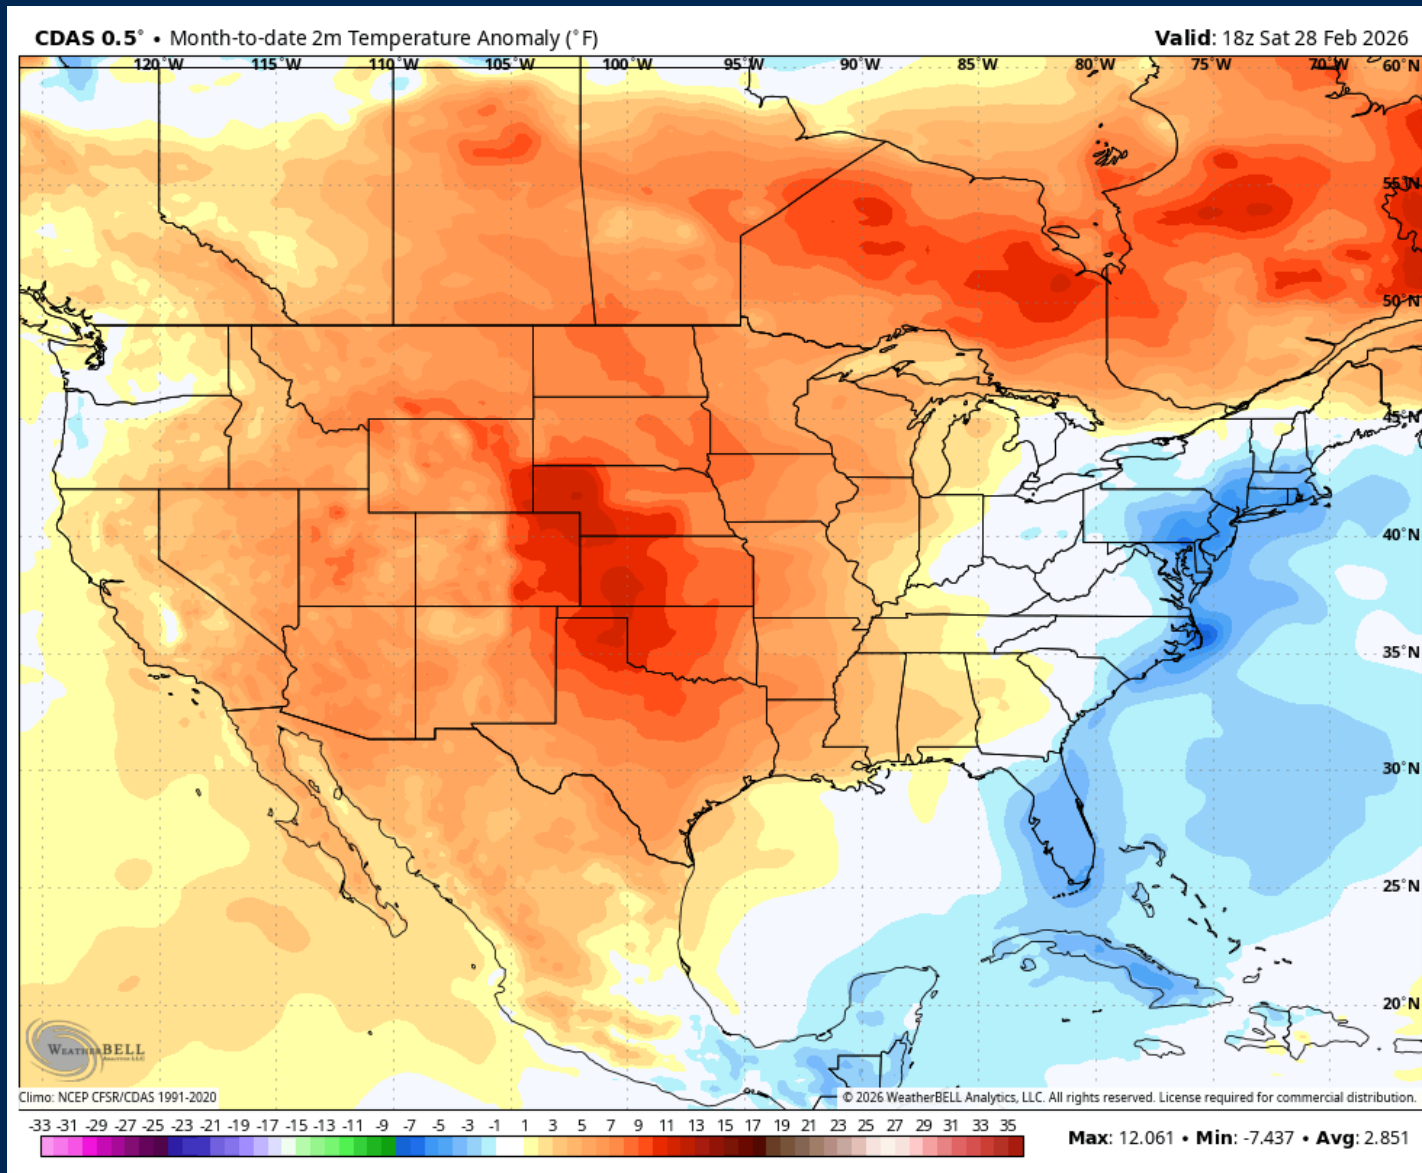 CDAS 0.5° • Month-to-date 2m Temperature Anomaly (°F)
Valid: 18z Sat 28 Feb 2026
120°W 115°W 110°W 105°W 100°W 95°W 90°W 85°W 80°W 75°W 70°W 60°N
55°N
50°N
45°N
40°N
35°N
30°N
25°N
20°N
WEATHERBELL
Climo: NCEP CFSR/CDAS 1991-2020
© 2026 WeatherBELL Analytics, LLC. All rights reserved. License required for commercial distribution.
-33 -31 -29 -27 -25 -23 -21 -19 -17 -15 -13 -11 -9 -7 -5 -3 -1 1 3 5 7 9 11 13 15 17 19 21 23 25 27 29 31 33 35
Max: 12.061 • Min: -7.437 • Avg: 2.851